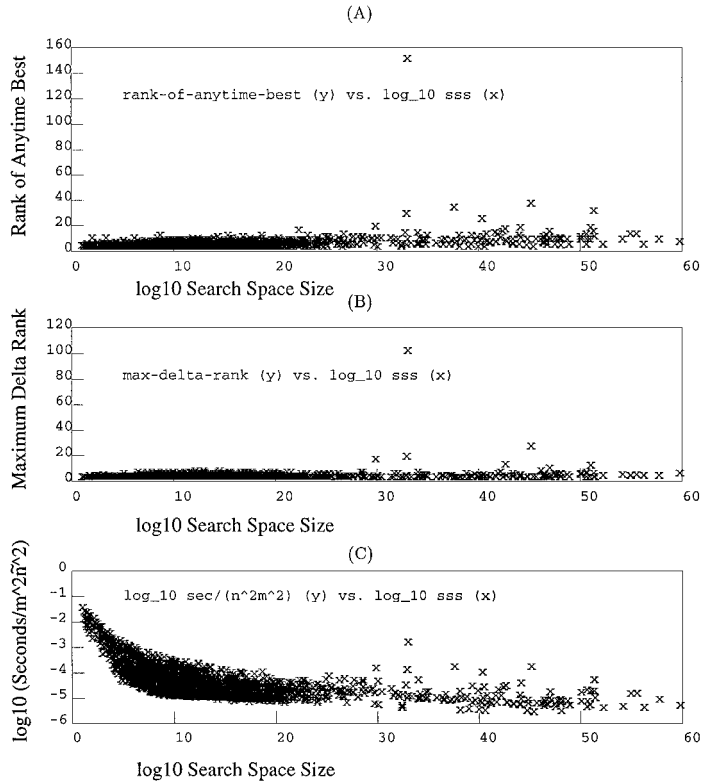 (A)
Rank of Anytime Best
160
140
120
100
80
60
40
20
0
rank-of-anytime-best (y) vs. log_10 sss (x)
0 10 20 30 40 50 60
log10 Search Space Size
(B)
Maximum Delta Rank
120
100
80
60
40
20
0
max-delta-rank (y) vs. log_10 sss (x)
0 10 20 30 40 50 60
log10 Search Space Size
(C)
log10 (Seconds/m^2n^2)
0
-1
-2
-3
-4
-5
-6
log_10 sec/(n^2m^2) (y) vs. log_10 sss (x)
0 10 20 30 40 50 60
log10 Search Space Size